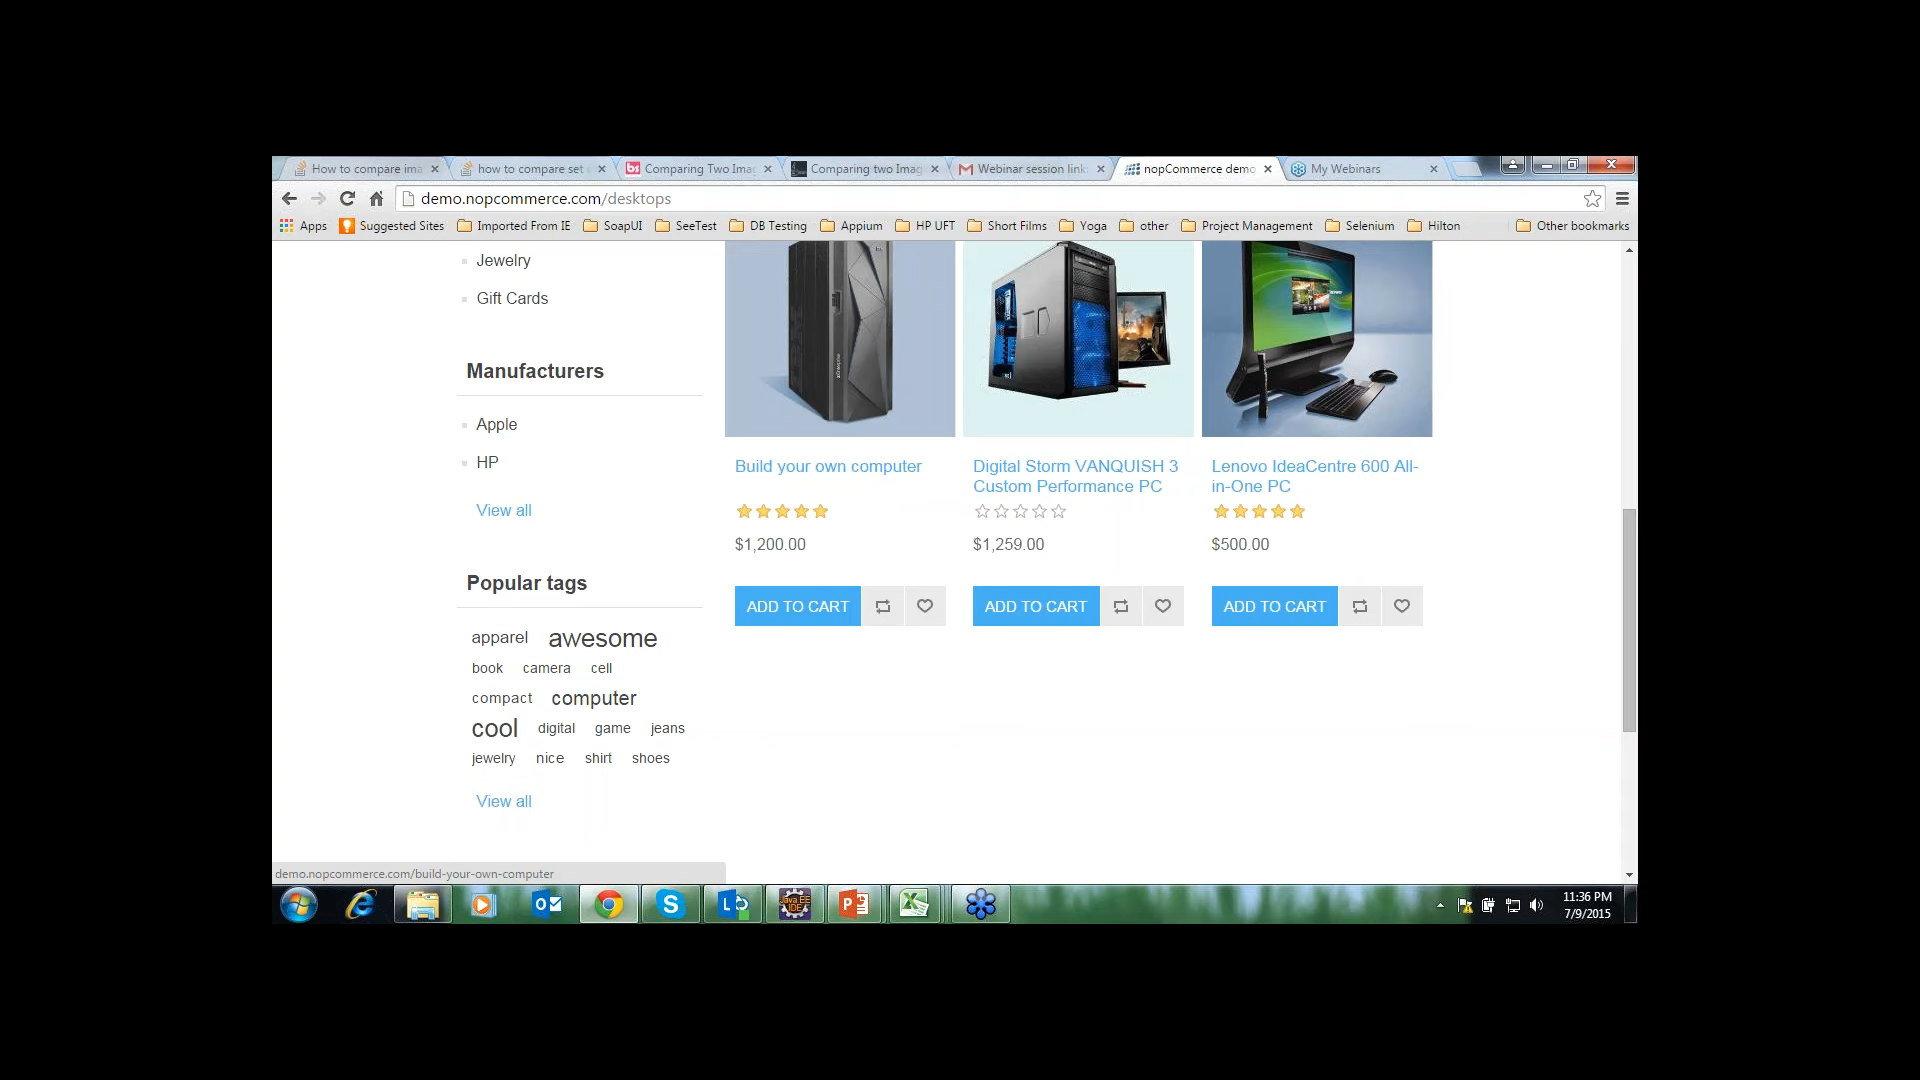 How to compare ima
how to compare set
Comparing Two Imag
Comparing two Imag
Webinar session link
nopCommerce demo
My Webinars
demo.nopcommerce.com/desktops
Apps Suggested Sites Imported From IE SoapUI SeeTest DB Testing Appium HP UFT Short Films Yoga other Project Management Selenium Hilton Other bookmarks
Jewelry
Gift Cards
Manufacturers
Apple
HP
View all
Popular tags
apparel awesome
book camera cell
compact computer
cool digital game jeans
jewelry nice shirt shoes
View all
Build your own computer
$1,200.00
ADD TO CART
Digital Storm VANQUISH 3
Custom Performance PC
$1,259.00
ADD TO CART
Lenovo IdeaCentre 600 All-
in-One PC
$500.00
ADD TO CART
demo.nopcommerce.com/build-your-own-computer
Java EE
IDE
11:36 PM
7/9/2015